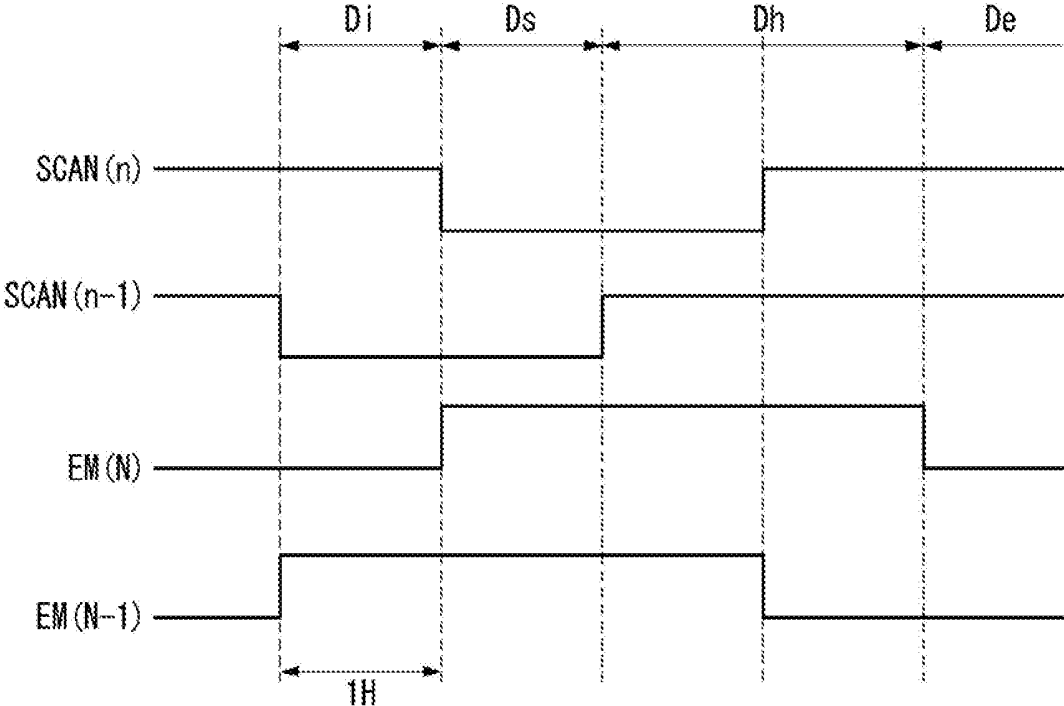 Di Ds Dh De
SCAN(n)
SCAN(n-1)
EM(N)
EM(N-1)
1H